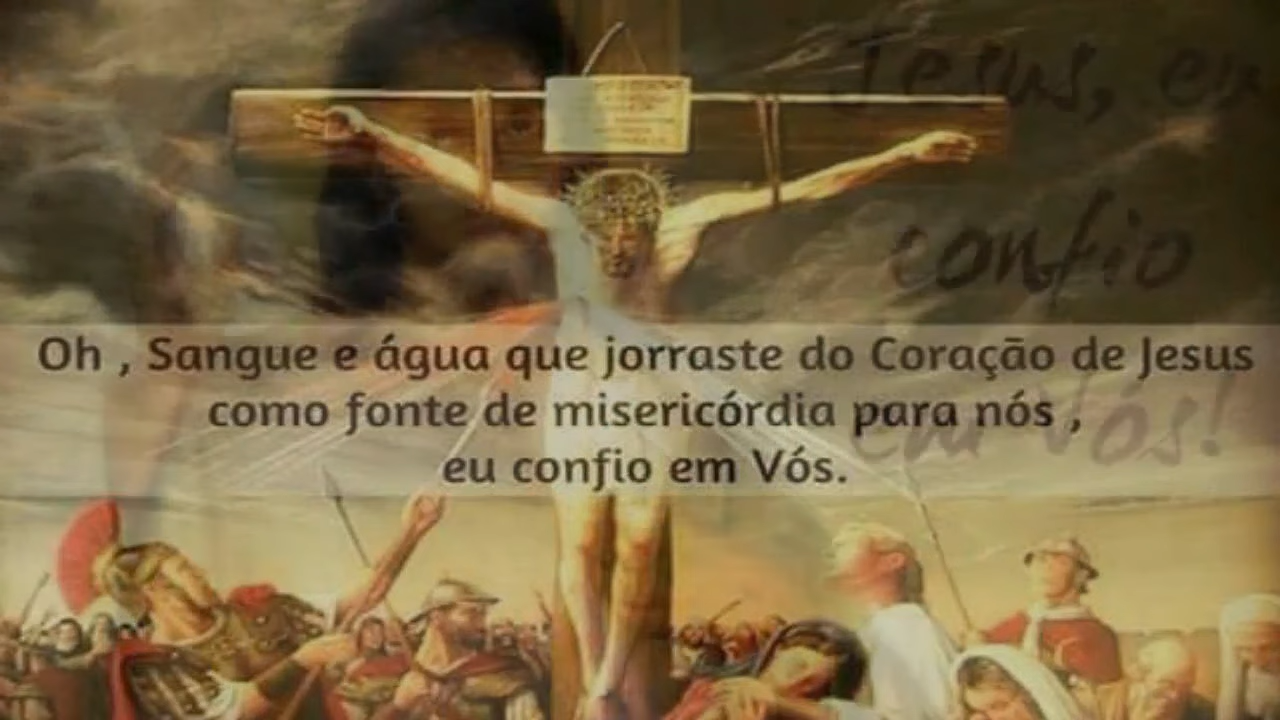 Jesus, eu
confio
em Vós!
Oh , Sangue e água que jorraste do Coração de Jesus
como fonte de misericórdia para nós ,
eu confio em Vós.